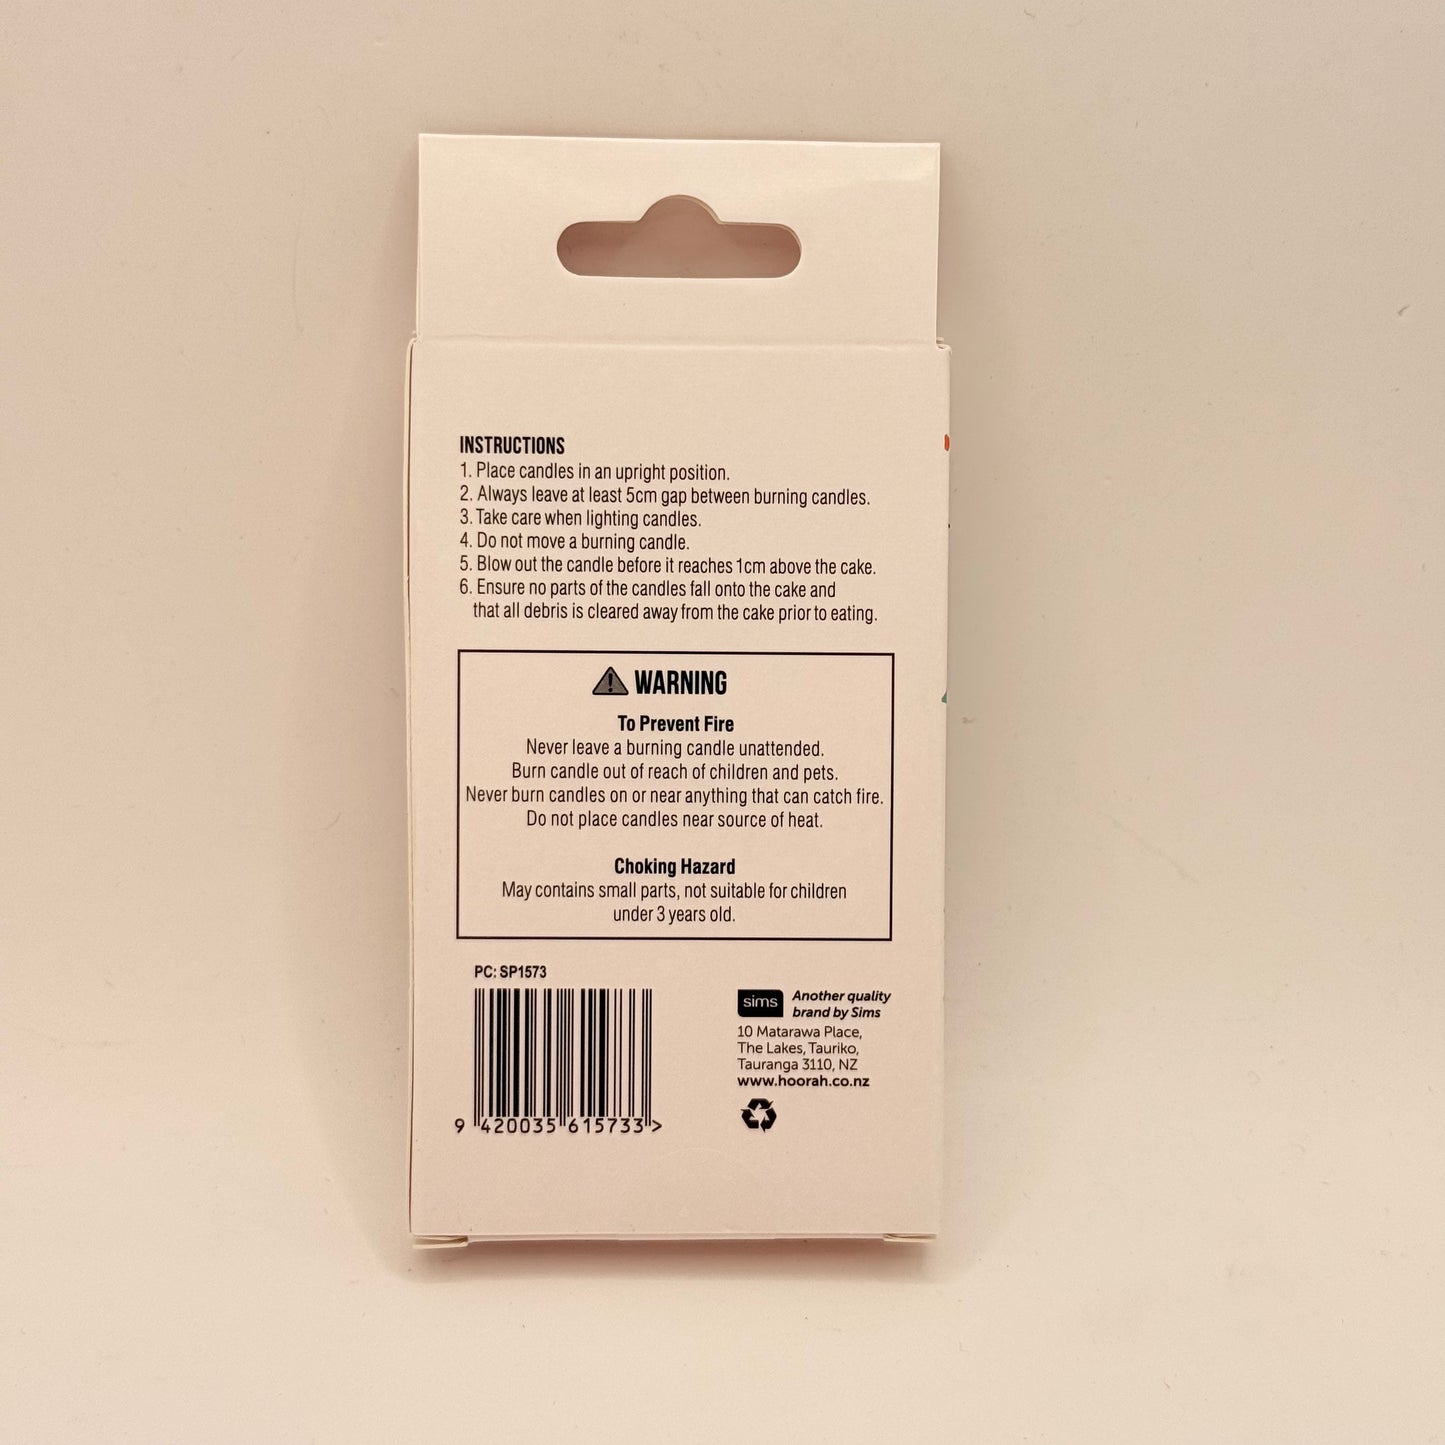 INSTRUCTIONS
1. Place candles in an upright position.
2. Always leave at least 5cm gap between burning candles.
3. Take care when lighting candles.
4. Do not move a burning candle.
5. Blow out the candle before it reaches 1cm above the cake.
6. Ensure no parts of the candles fall onto the cake and
that all debris is cleared away from the cake prior to eating.
WARNING
To Prevent Fire
Never leave a burning candle unattended.
Burn candle out of reach of children and pets.
Never burn candles on or near anything that can catch fire.
Do not place candles near source of heat.
Choking Hazard
May contains small parts, not suitable for children
under 3 years old.
PC: SP1573
9 420035 615733 >
sims
Another quality
brand by Sims
10 Matarawa Place,
The Lakes, Tauriko,
Tauranga 3110, NZ
www.hoorah.co.nz